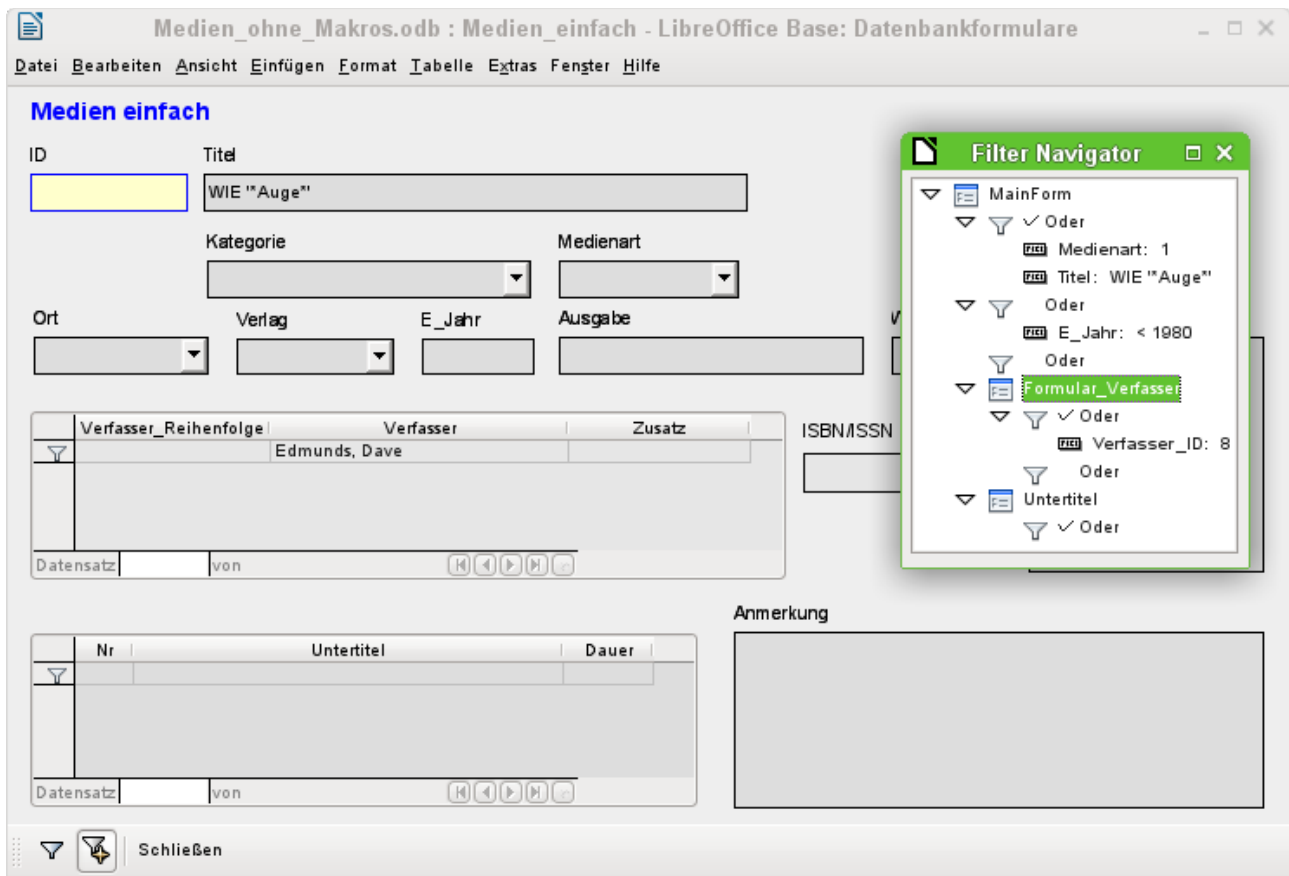 Medien_ohne_Makros.odb : Medien_einfach - LibreOffice Base: Datenbankformulare
Datei Bearbeiten Ansicht Einfügen Format Tabelle Extras Fenster Hilfe
Medien einfach
ID Titel
WIE '"*Auge*"'
Kategorie Medienart
Ort Verlag E_Jahr Ausgabe
Verfasser_Reihenfolge Verfasser Zusatz
Edmunds, Dave
Datensatz von
ISBN/ISSN
Nr Untertitel Dauer
Datensatz von
Anmerkung
Schließen
Filter Navigator
MainForm
Oder
Medienart: 1
Titel: WIE '"*Auge*"'
Oder
E_Jahr: < 1980
Oder
Formular_Verfasser
Oder
Verfasser_ID: 8
Oder
Untertitel
Oder